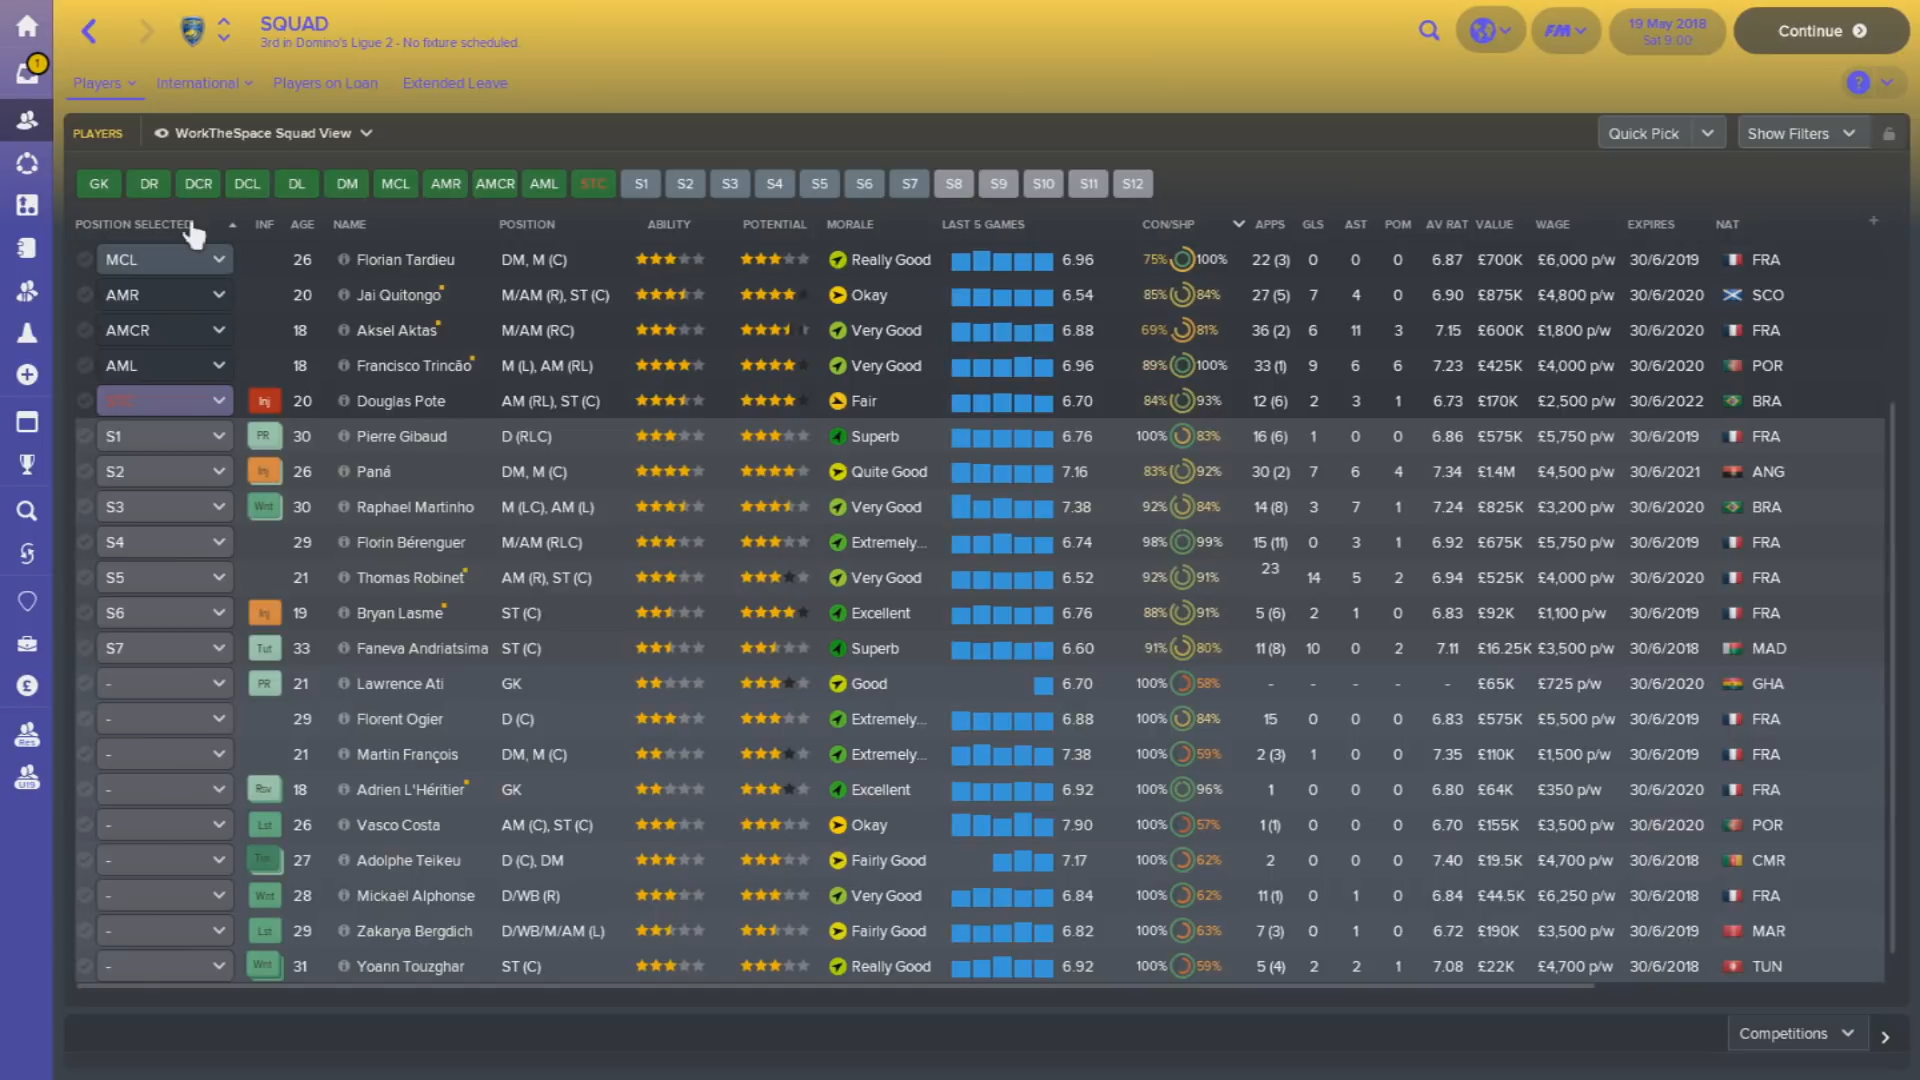 1
SQUAD
3rd in Domino's Ligue 2 - No fixture scheduled.
FM
19 May 2018
Sat 9:00
Continue
Players International Players on Loan Extended Leave
?
PLAYERS WorkTheSpace Squad View Quick Pick Show Filters
GK DR DCR DCL DL DM MCL AMR AMCR AML STC S1 S2 S3 S4 S5 S6 S7 S8 S9 S10 S11 S12
POSITION SELECTED INF AGE NAME POSITION ABILITY POTENTIAL MORALE LAST 5 GAMES CON/SHP APPS GLS AST POM AV RAT VALUE WAGE EXPIRES NAT +
MCL 26 Florian Tardieu DM, M (C) Really Good 6.96 75% 100% 22 (3) 0 0 0 6.87 £700K £6,000 p/w 30/6/2019 FRA
AMR 20 Jai Quitongo M/AM (R), ST (C) Okay 6.54 85% 84% 27 (5) 7 4 0 6.90 £875K £4,800 p/w 30/6/2020 SCO
AMCR 18 Aksel Aktas M/AM (RC) Very Good 6.88 69% 81% 36 (2) 6 11 3 7.15 £600K £1,800 p/w 30/6/2020 FRA
AML 18 Francisco Trincão M (L), AM (RL) Very Good 6.96 89% 100% 33 (1) 9 6 6 7.23 £425K £4,000 p/w 30/6/2020 POR
STC Inj 20 Douglas Pote AM (RL), ST (C) Fair 6.70 84% 93% 12 (6) 2 3 1 6.73 £170K £2,500 p/w 30/6/2022 BRA
S1 PR 30 Pierre Gibaud D (RLC) Superb 6.76 100% 83% 16 (6) 1 0 0 6.86 £575K £5,750 p/w 30/6/2019 FRA
S2 Inj 26 Paná DM, M (C) Quite Good 7.16 83% 92% 30 (2) 7 6 4 7.34 £1.4M £4,500 p/w 30/6/2021 ANG
S3 Wnt 30 Raphael Martinho M (LC), AM (L) Very Good 7.38 92% 84% 14 (8) 3 7 1 7.24 £825K £3,200 p/w 30/6/2020 BRA
S4 29 Florin Bérenguer M/AM (RLC) Extremely... 6.74 98% 99% 15 (11) 0 3 1 6.92 £675K £5,750 p/w 30/6/2019 FRA
S5 21 Thomas Robinet AM (R), ST (C) Very Good 6.52 92% 91% 23 14 5 2 6.94 £525K £4,000 p/w 30/6/2020 FRA
S6 Inj 19 Bryan Lasme ST (C) Excellent 6.76 88% 91% 5 (6) 2 1 0 6.83 £92K £1,100 p/w 30/6/2019 FRA
S7 Tut 33 Faneva Andriatsima ST (C) Superb 6.60 91% 80% 11 (8) 10 0 2 7.11 £16.25K £3,500 p/w 30/6/2018 MAD
- PR 21 Lawrence Ati GK Good 6.70 100% 58% - - - - - £65K £725 p/w 30/6/2020 GHA
- 29 Florent Ogier D (C) Extremely... 6.88 100% 84% 15 0 0 0 6.83 £575K £5,500 p/w 30/6/2019 FRA
- 21 Martin François DM, M (C) Extremely... 7.38 100% 59% 2 (3) 1 0 0 7.35 £110K £1,500 p/w 30/6/2019 FRA
- Rsv 18 Adrien L'Héritier GK Excellent 6.92 100% 96% 1 0 0 0 6.80 £64K £350 p/w 30/6/2020 FRA
- Lst 26 Vasco Costa AM (C), ST (C) Okay 7.90 100% 57% 1 (1) 0 0 0 6.70 £155K £3,500 p/w 30/6/2020 POR
- 27 Adolphe Teikeu D (C), DM Fairly Good 7.17 100% 62% 2 0 0 0 7.40 £19.5K £4,700 p/w 30/6/2018 CMR
- Wnt 28 Mickaël Alphonse D/WB (R) Very Good 6.84 100% 62% 11 (1) 0 1 0 6.84 £44.5K £6,250 p/w 30/6/2018 FRA
- Lst 29 Zakarya Bergdich D/WB/M/AM (L) Fairly Good 6.82 100% 63% 7 (3) 0 1 0 6.72 £190K £3,500 p/w 30/6/2019 MAR
- Wnt 31 Yoann Touzghar ST (C) Really Good 6.92 100% 59% 5 (4) 2 2 1 7.08 £22K £4,700 p/w 30/6/2018 TUN
Res
U19
Competitions